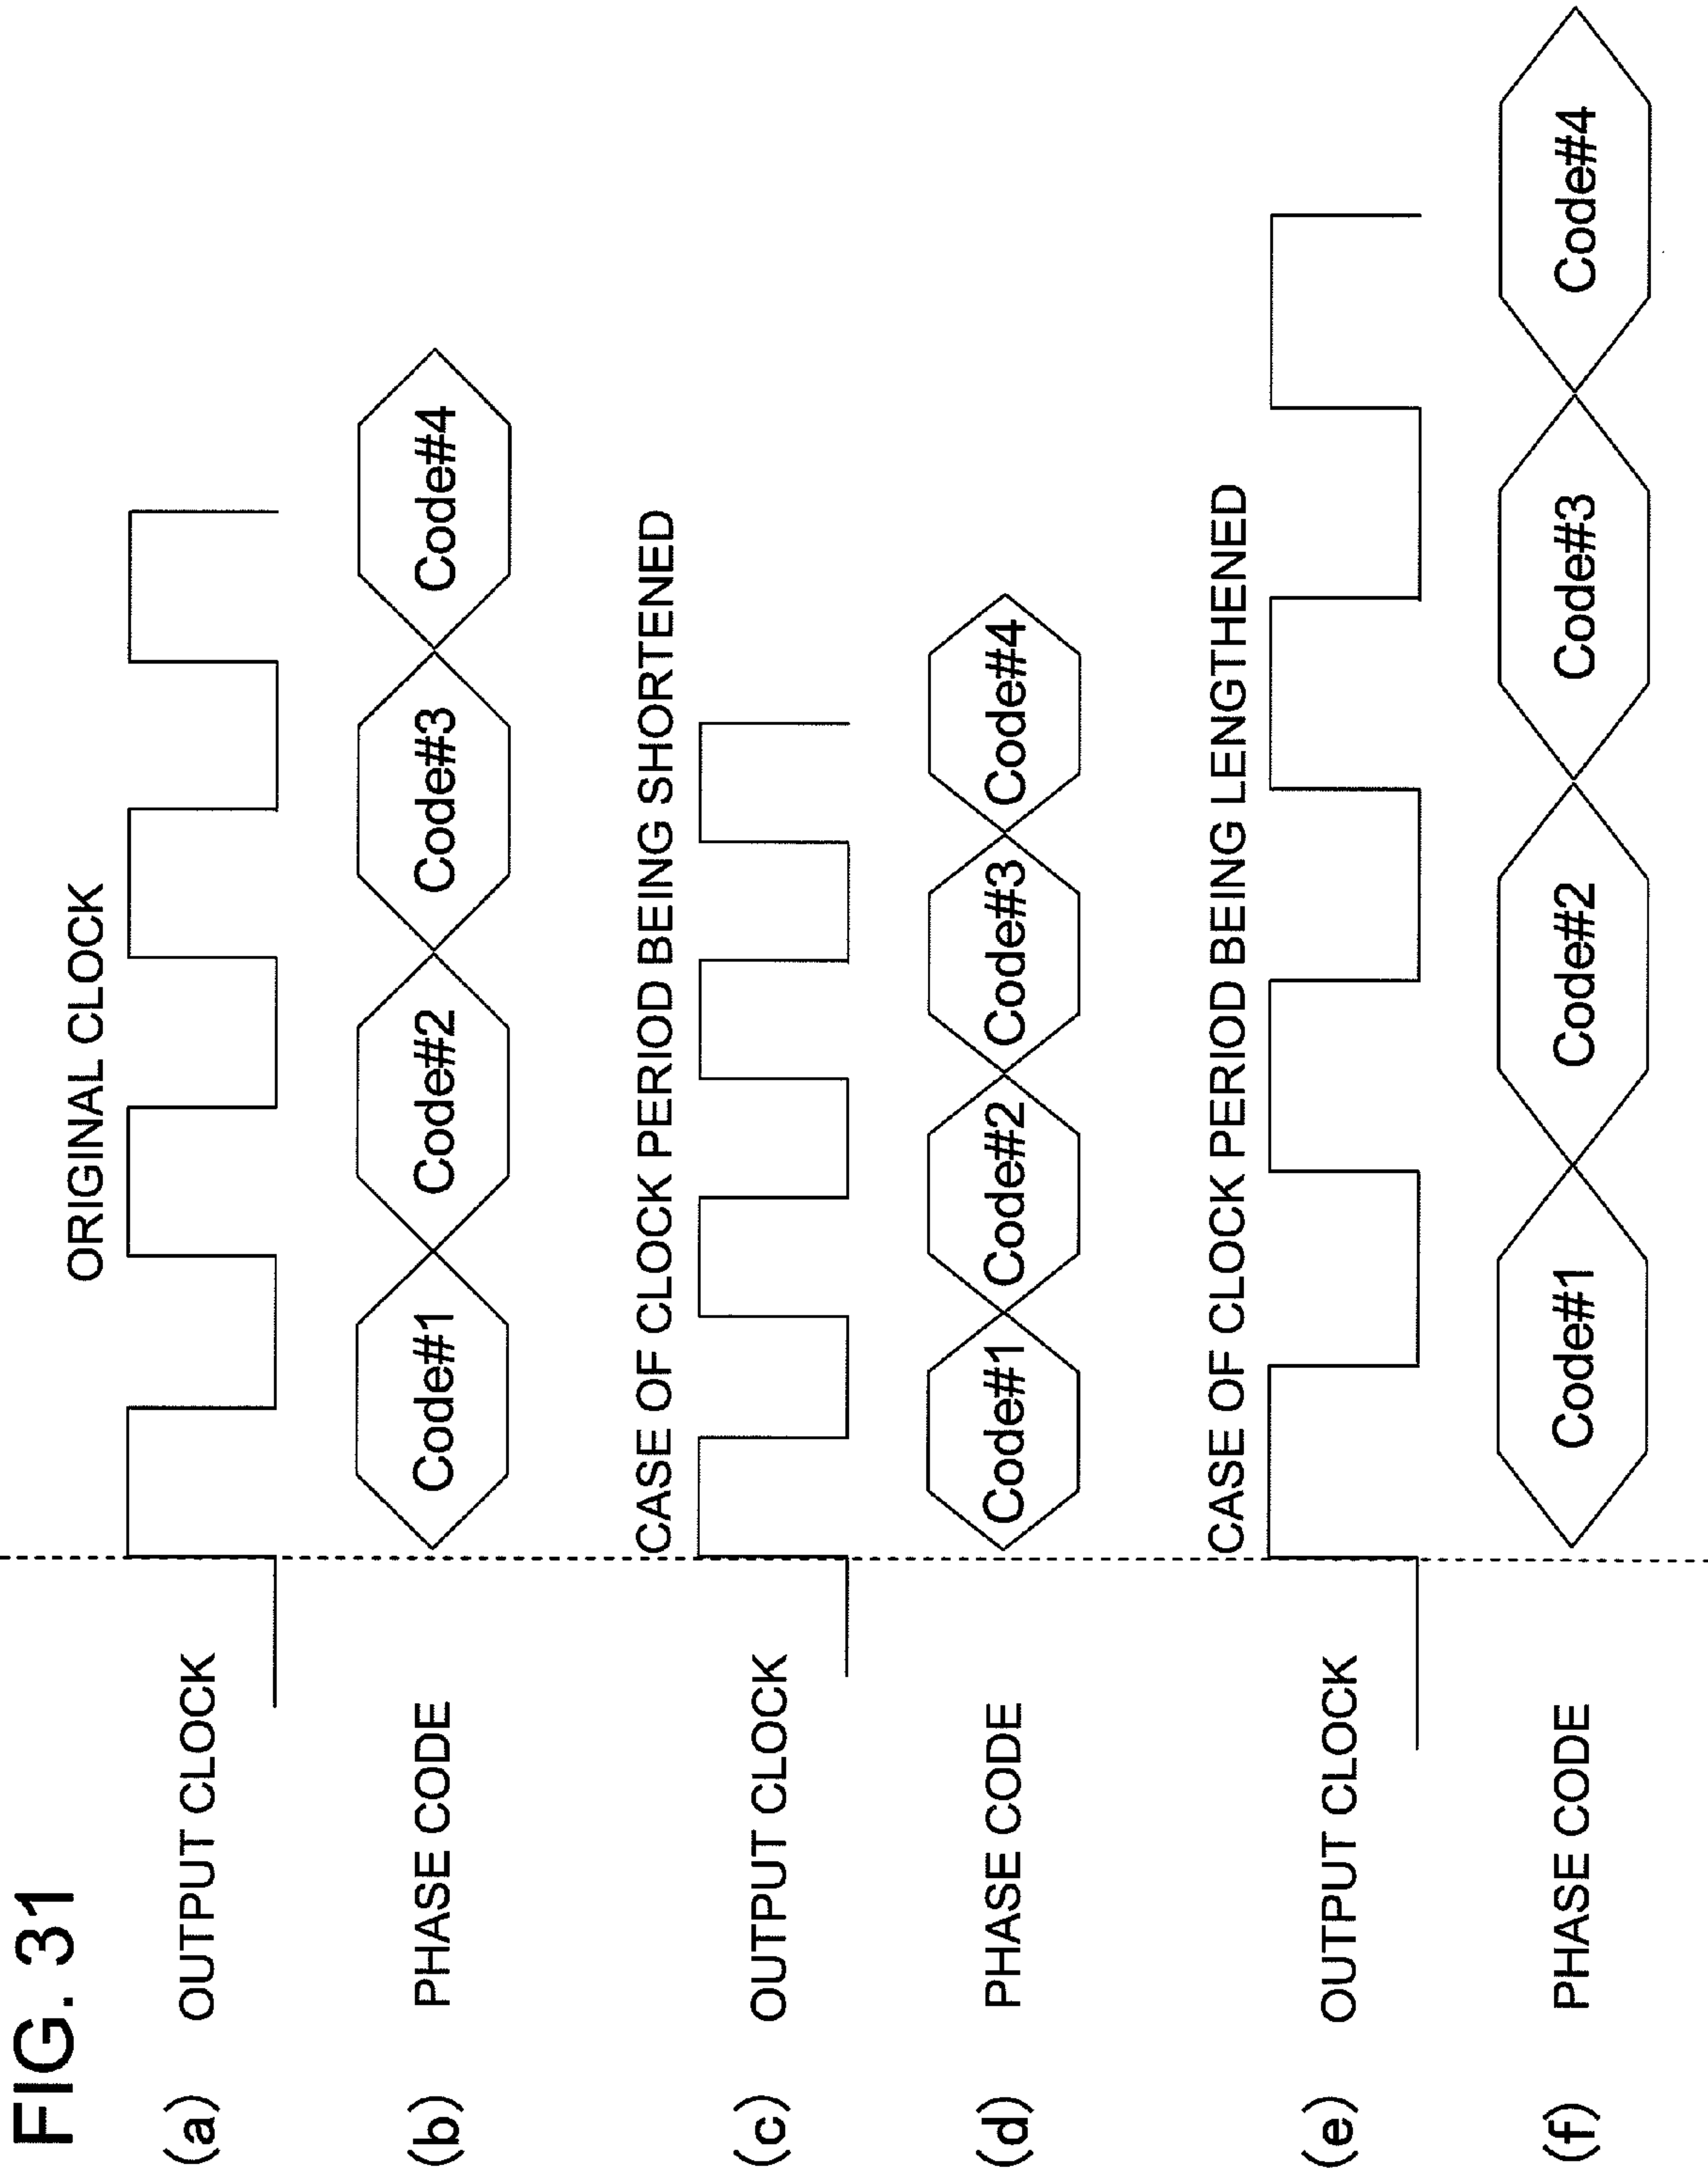 FIG. 31
ORIGINAL CLOCK
(a) OUTPUT CLOCK
(b) PHASE CODE Code#1 Code#2 Code#3 Code#4
CASE OF CLOCK PERIOD BEING SHORTENED
(c) OUTPUT CLOCK
(d) PHASE CODE Code#1 Code#2 Code#3 Code#4
CASE OF CLOCK PERIOD BEING LENGTHENED
(e) OUTPUT CLOCK
(f) PHASE CODE Code#1 Code#2 Code#3 Code#4